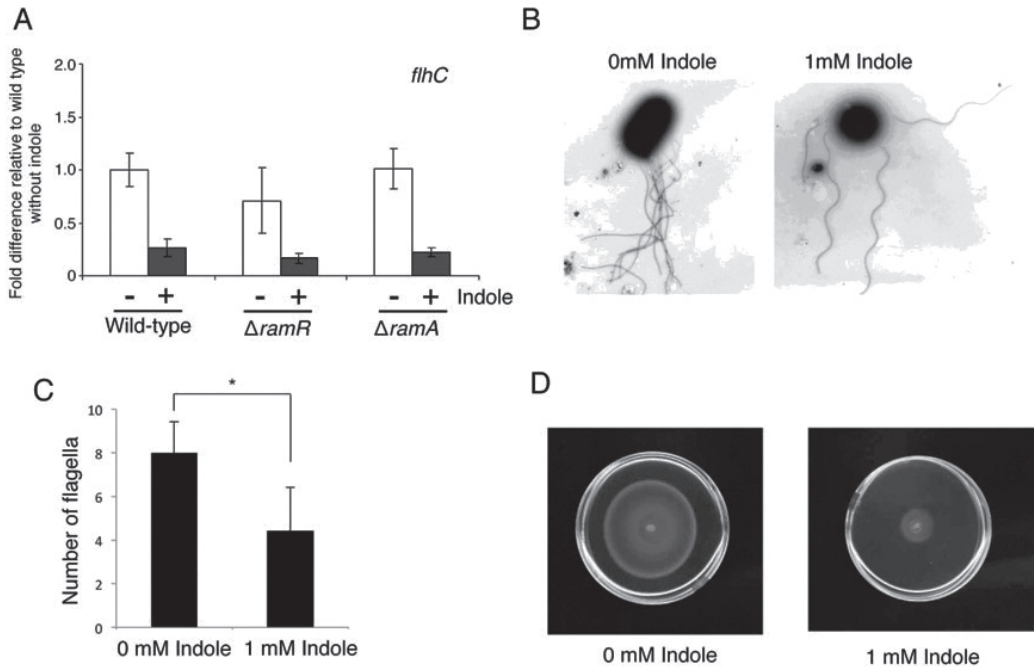 A
Fold difference relative to wild type
without indole
flhC
2.0
1.5
1.0
0.5
0
- + - + - + Indole
Wild-type ΔramR ΔramA
B
0mM Indole 1mM Indole
C
*
Number of flagella
10
8
6
4
2
0
0 mM Indole 1 mM Indole
D
0 mM Indole 1 mM Indole